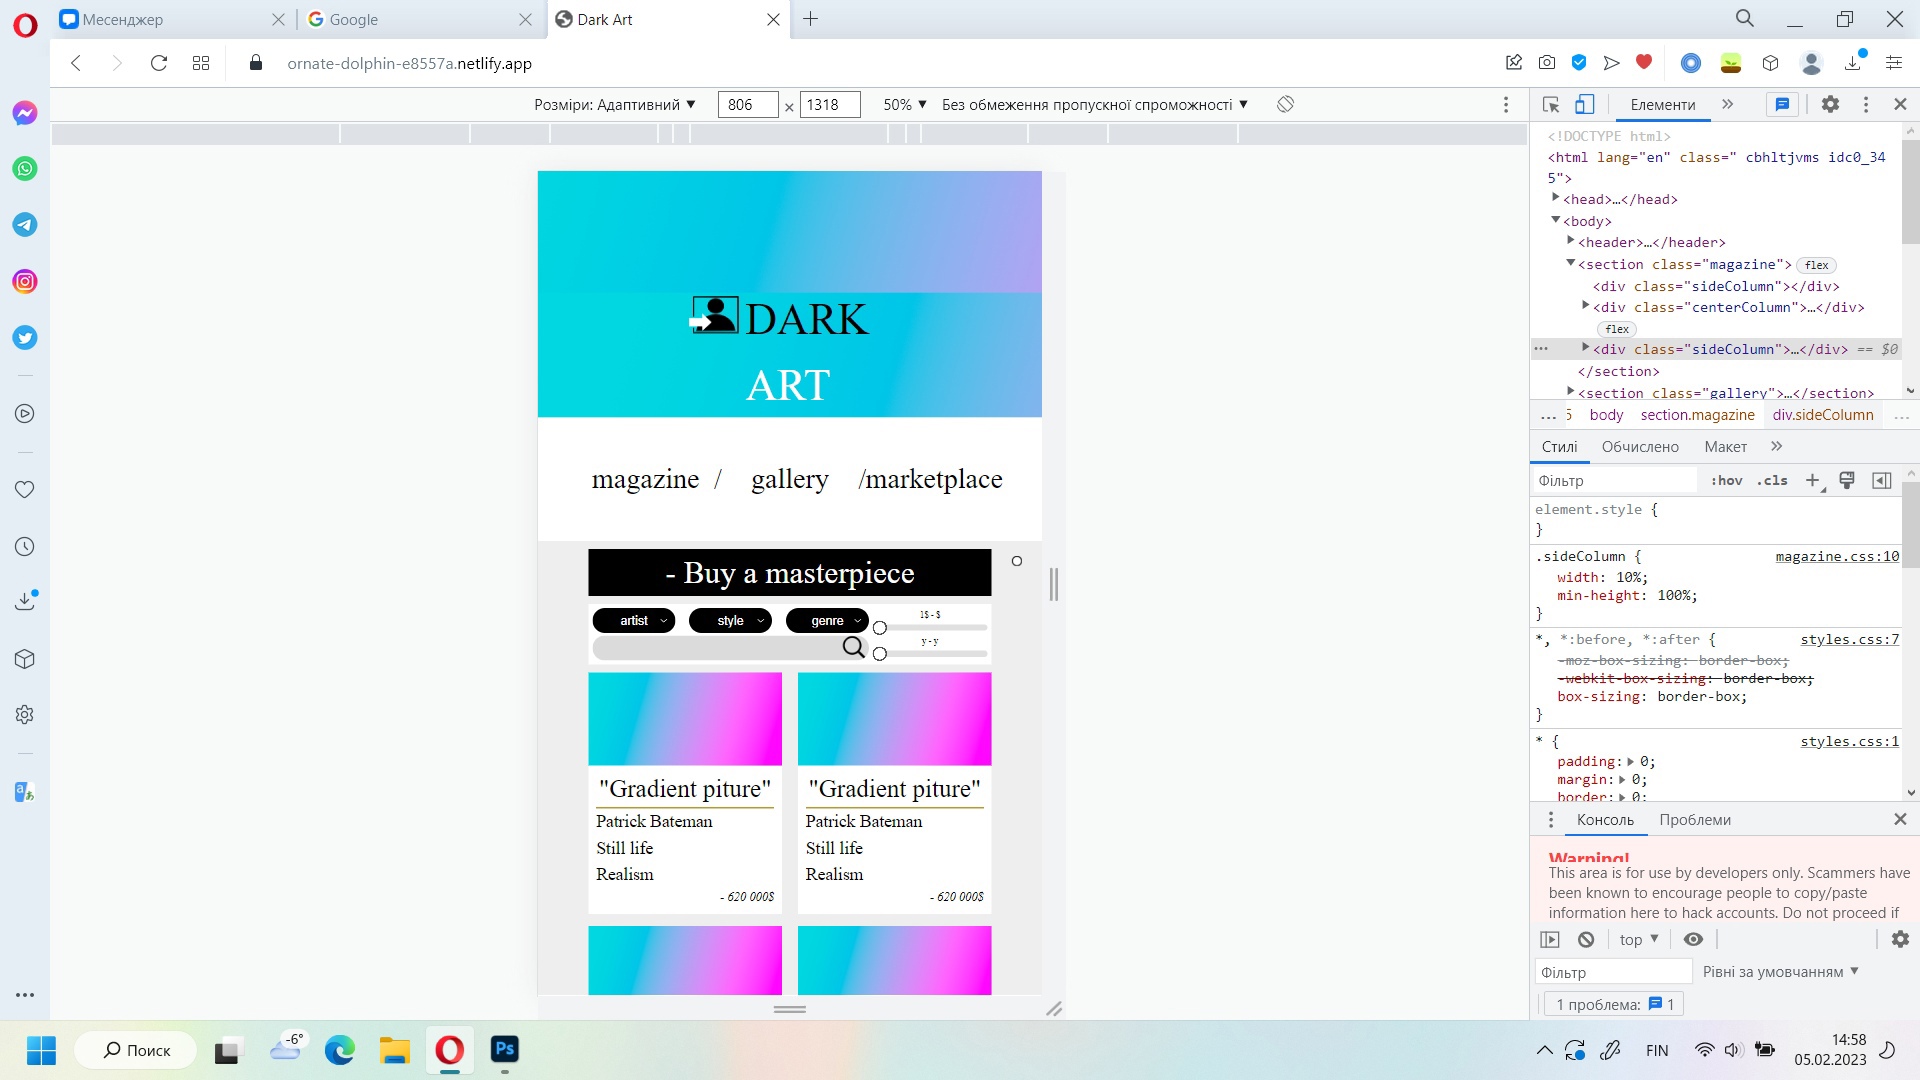 Месенджер
Google
Dark Art
ornate-dolphin-e8557a.netlify.app
Розміри: Адаптивний ▼ 806 × 1318 50% ▼ Без обмеження пропускної спроможності ▼
Елементи
<!DOCTYPE html>
<html lang="en" class=" cbhltjvms idc0_34
5">
<head>…</head>
<body>
<header>…</header>
<section class="magazine"> flex
<div class="sideColumn"></div>
<div class="centerColumn">…</div>
flex
<div class="sideColumn">…</div> == $0
</section>
<section class="gallery">…</section>
… 5 body section.magazine div.sideColumn …
Стилі Обчислено Макет
Фільтр :hov .cls
element.style {
}
.sideColumn { magazine.css:10
width: 10%;
min-height: 100%;
}
*, *:before, *:after { styles.css:7
-moz-box-sizing: border-box;
-webkit-box-sizing: border-box;
box-sizing: border-box;
}
* { styles.css:1
padding: 0;
margin: 0;
border: 0;
Консоль Проблеми
Warning!
This area is for use by developers only. Scammers have
been known to encourage people to copy/paste
information here to hack accounts. Do not proceed if
top ▼
Фільтр Рівні за умовчанням ▼
1 проблема: 1
DARK
ART
magazine / gallery /marketplace
- Buy a masterpiece
artist style genre
1$ - $
y - y
"Gradient piture"
Patrick Bateman
Still life
Realism
- 620 000$
"Gradient piture"
Patrick Bateman
Still life
Realism
- 620 000$
Поиск
-6°
Ps
FIN
14:58
05.02.2023